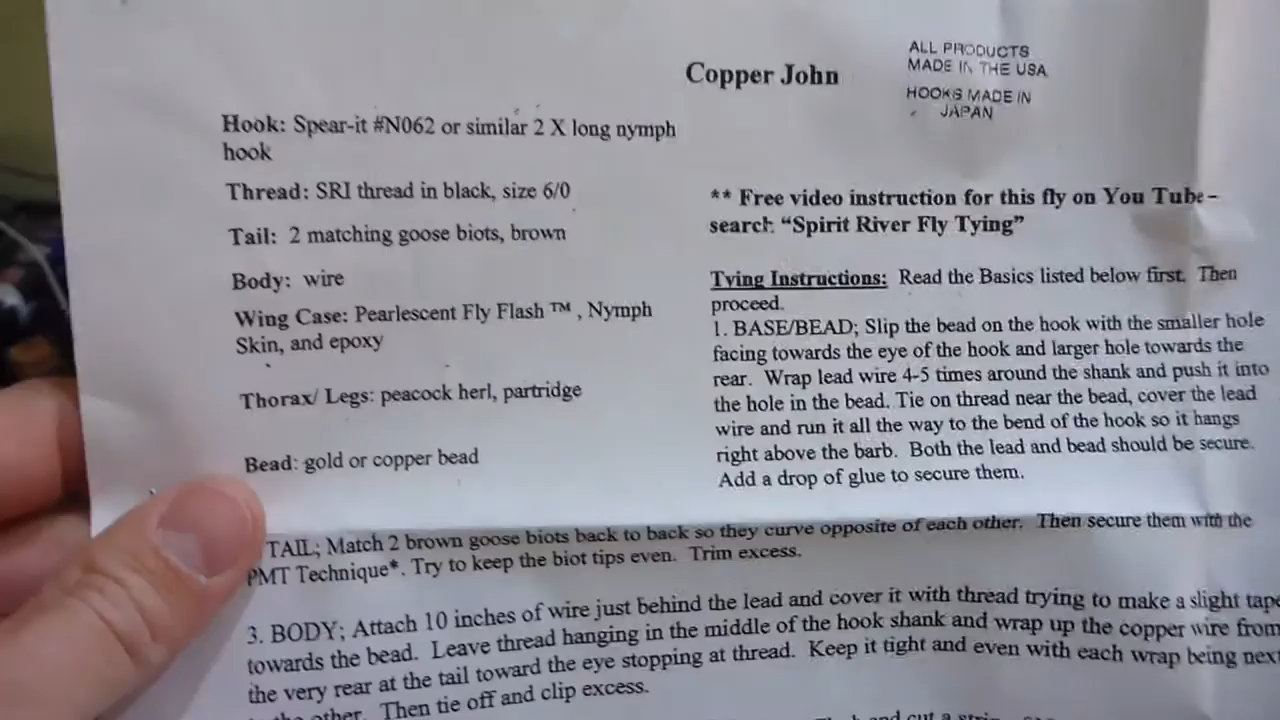 Copper John
ALL PRODUCTS
MADE IN THE USA
HOOKS MADE IN
JAPAN
Hook: Spear-it #N062 or similar 2 X long nymph
hook
Thread: SRI thread in black, size 6/0
Tail: 2 matching goose biots, brown
Body: wire
Wing Case: Pearlescent Fly Flash ™ , Nymph
Skin, and epoxy
Thorax/ Legs: peacock herl, partridge
Bead: gold or copper bead
** Free video instruction for this fly on You Tube –
search “Spirit River Fly Tying”
Tying Instructions: Read the Basics listed below first. Then
proceed.
1. BASE/BEAD; Slip the bead on the hook with the smaller hole
facing towards the eye of the hook and larger hole towards the
rear. Wrap lead wire 4-5 times around the shank and push it into
the hole in the bead. Tie on thread near the bead, cover the lead
wire and run it all the way to the bend of the hook so it hangs
right above the barb. Both the lead and bead should be secure.
Add a drop of glue to secure them.
TAIL; Match 2 brown goose biots back to back so they curve opposite of each other. Then secure them with the
PMT Technique*. Try to keep the biot tips even. Trim excess.
3. BODY; Attach 10 inches of wire just behind the lead and cover it with thread trying to make a slight tape
towards the bead. Leave thread hanging in the middle of the hook shank and wrap up the copper wire from
the very rear at the tail toward the eye stopping at thread. Keep it tight and even with each wrap being next
the other. Then tie off and clip excess.
and cut a